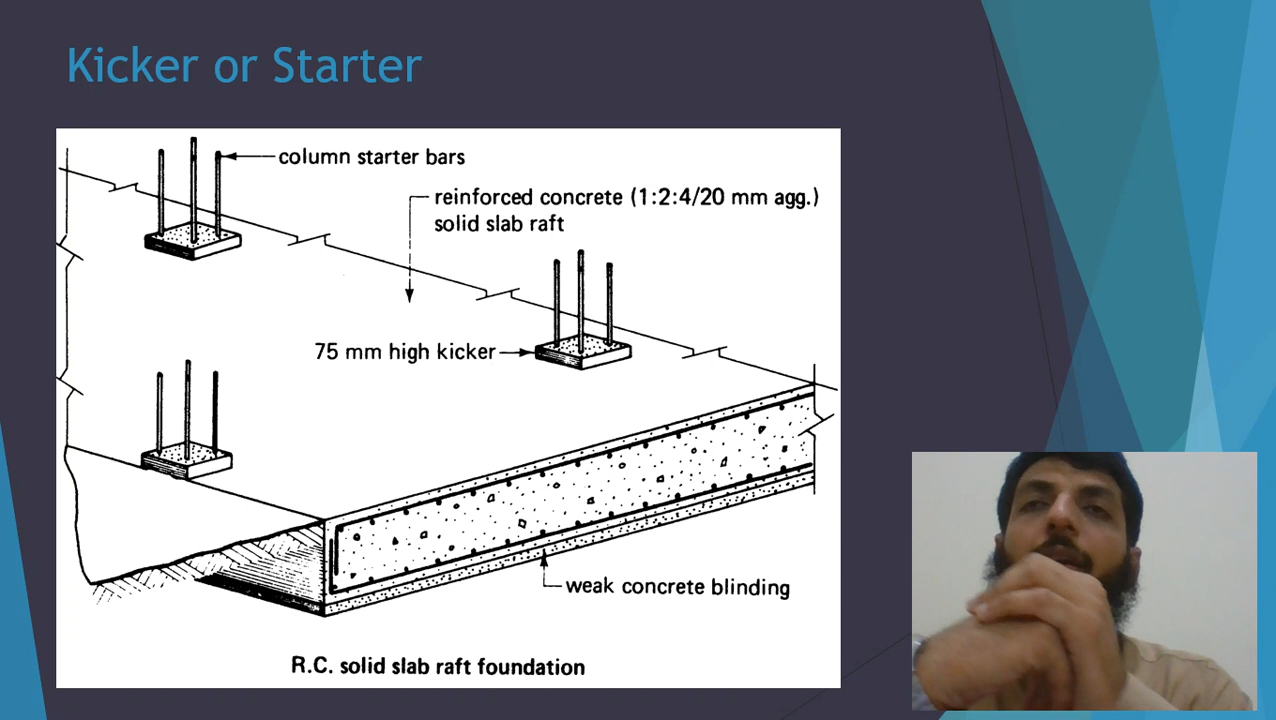 Kicker or Starter
column starter bars
reinforced concrete (1:2:4/20 mm agg.)
solid slab raft
75 mm high kicker
weak concrete blinding
R.C. solid slab raft foundation